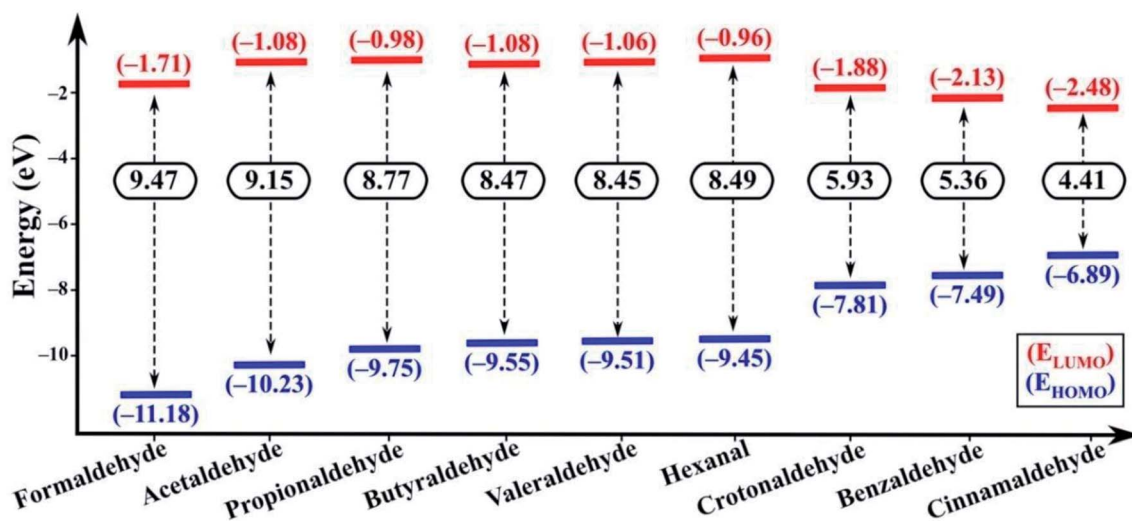 (–1.71) (–1.08) (–0.98) (–1.08) (–1.06) (–0.96) (–1.88) (–2.13) (–2.48)
Energy (eV)
–2
–4
–6
–8
–10
9.47 9.15 8.77 8.47 8.45 8.49 5.93 5.36 4.41
(–11.18) (–10.23) (–9.75) (–9.55) (–9.51) (–9.45) (–7.81) (–7.49) (–6.89)
(E_LUMO)
(E_HOMO)
Formaldehyde
Acetaldehyde
Propionaldehyde
Butyraldehyde
Valeraldehyde
Hexanal
Crotonaldehyde
Benzaldehyde
Cinnamaldehyde